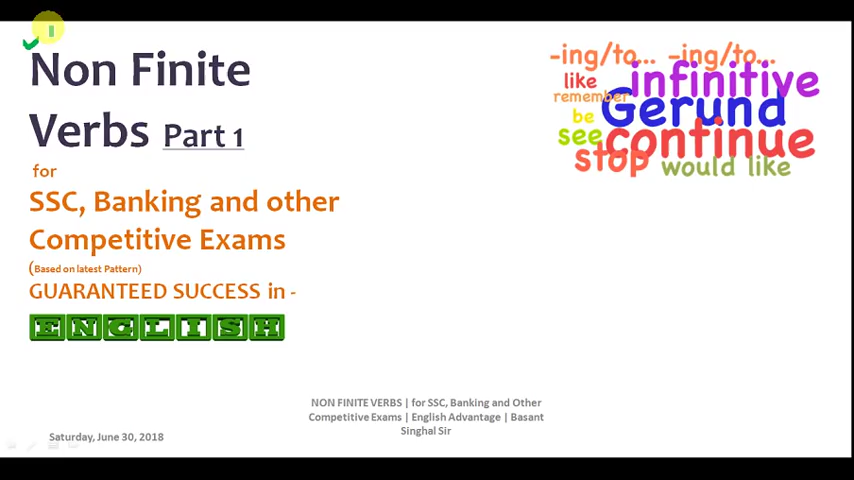 Non Finite
Verbs Part 1
for
SSC, Banking and other
Competitive Exams
(Based on latest Pattern)
GUARANTEED SUCCESS in -
ENGLISH
-ing/to... -ing/to...
like infinitive
remember Gerund
be
see continue
stop would like
NON FINITE VERBS | for SSC, Banking and Other
Competitive Exams | English Advantage | Basant
Singhal Sir
Saturday, June 30, 2018